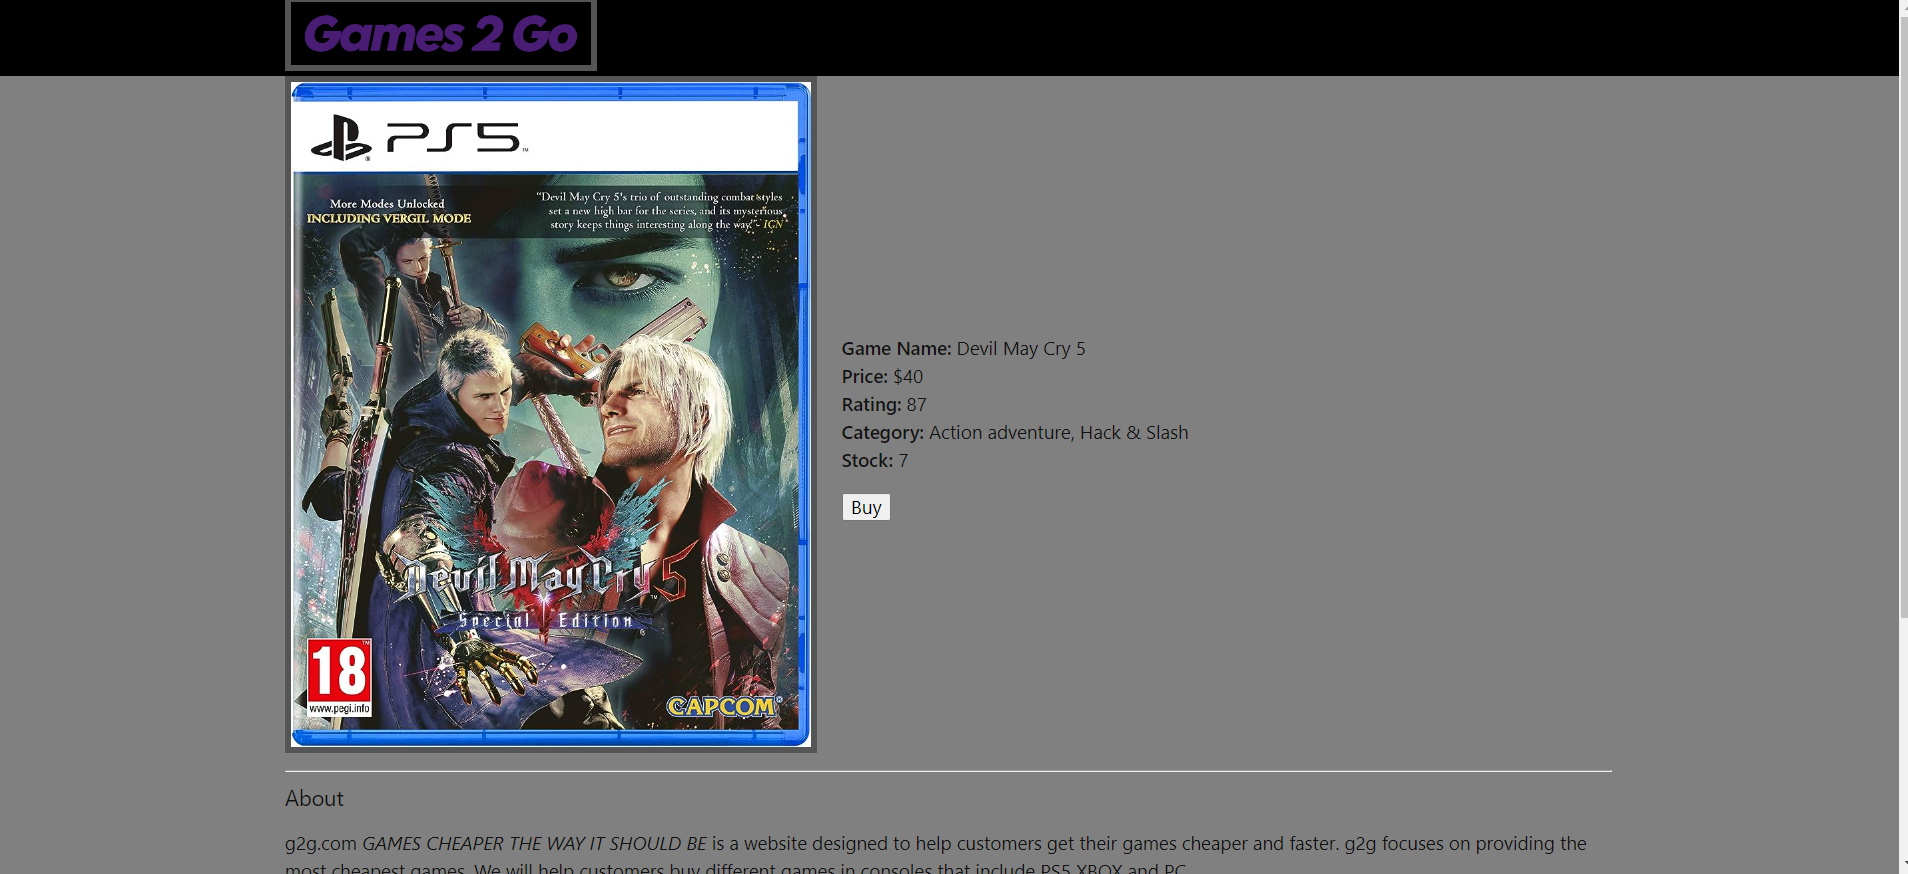 Games 2 Go
PS5
More Modes Unlocked
INCLUDING VERGIL MODE
"Devil May Cry 5's trio of outstanding combat styles
set a new high bar for the series, and its mysterious
story keeps things interesting along the way." - IGN
Devil May Cry 5
Special Edition
18
www.pegi.info
CAPCOM
Game Name: Devil May Cry 5
Price: $40
Rating: 87
Category: Action adventure, Hack & Slash
Stock: 7
Buy
About
g2g.com GAMES CHEAPER THE WAY IT SHOULD BE is a website designed to help customers get their games cheaper and faster. g2g focuses on providing the
most cheapest games. We will help customers buy different games in consoles that include PS5 XBOX and PC